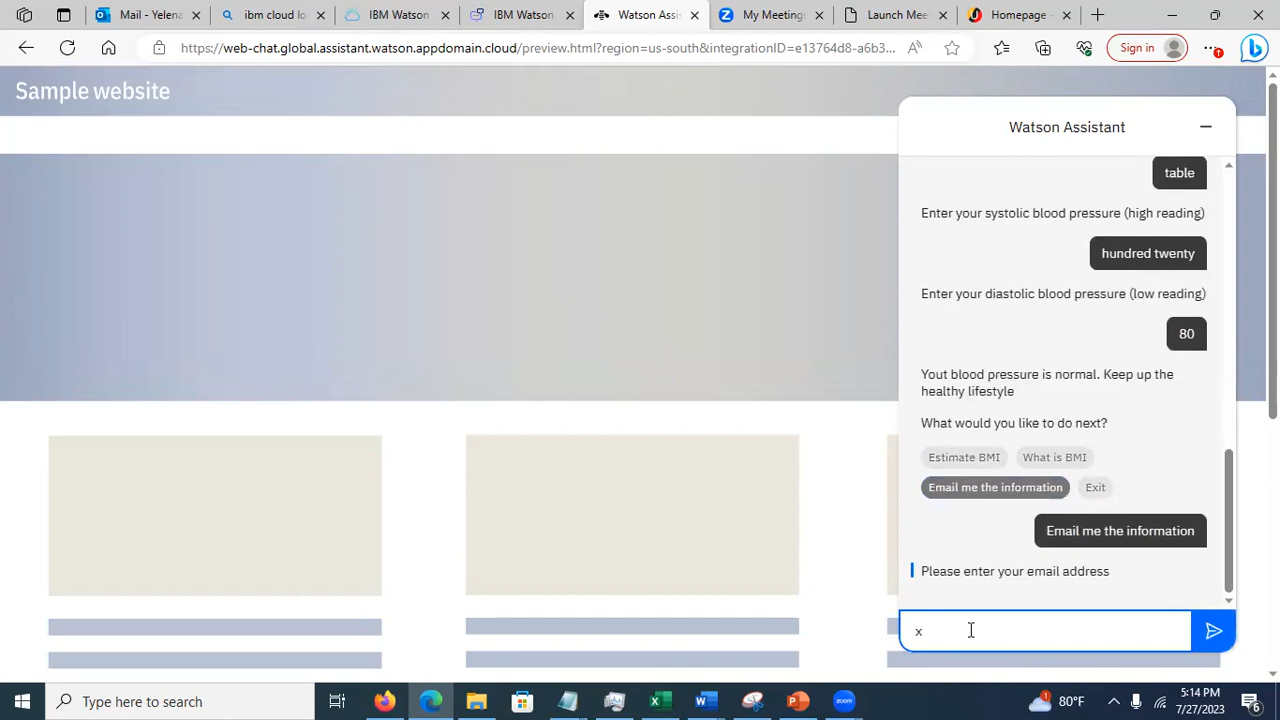 Mail - Yelena
ibm cloud lo
IBM Watson
IBM Watson
Watson Assis
My Meeting
Launch Mee
Homepage -
https://web-chat.global.assistant.watson.appdomain.cloud/preview.html?region=us-south&integrationID=e13764d8-a6b3...
Sign in
Sample website
Watson Assistant
table
Enter your systolic blood pressure (high reading)
hundred twenty
Enter your diastolic blood pressure (low reading)
80
Yout blood pressure is normal. Keep up the
healthy lifestyle
What would you like to do next?
Estimate BMI
What is BMI
Email me the information
Exit
Email me the information
Please enter your email address
x
Type here to search
80°F
5:14 PM
7/27/2023